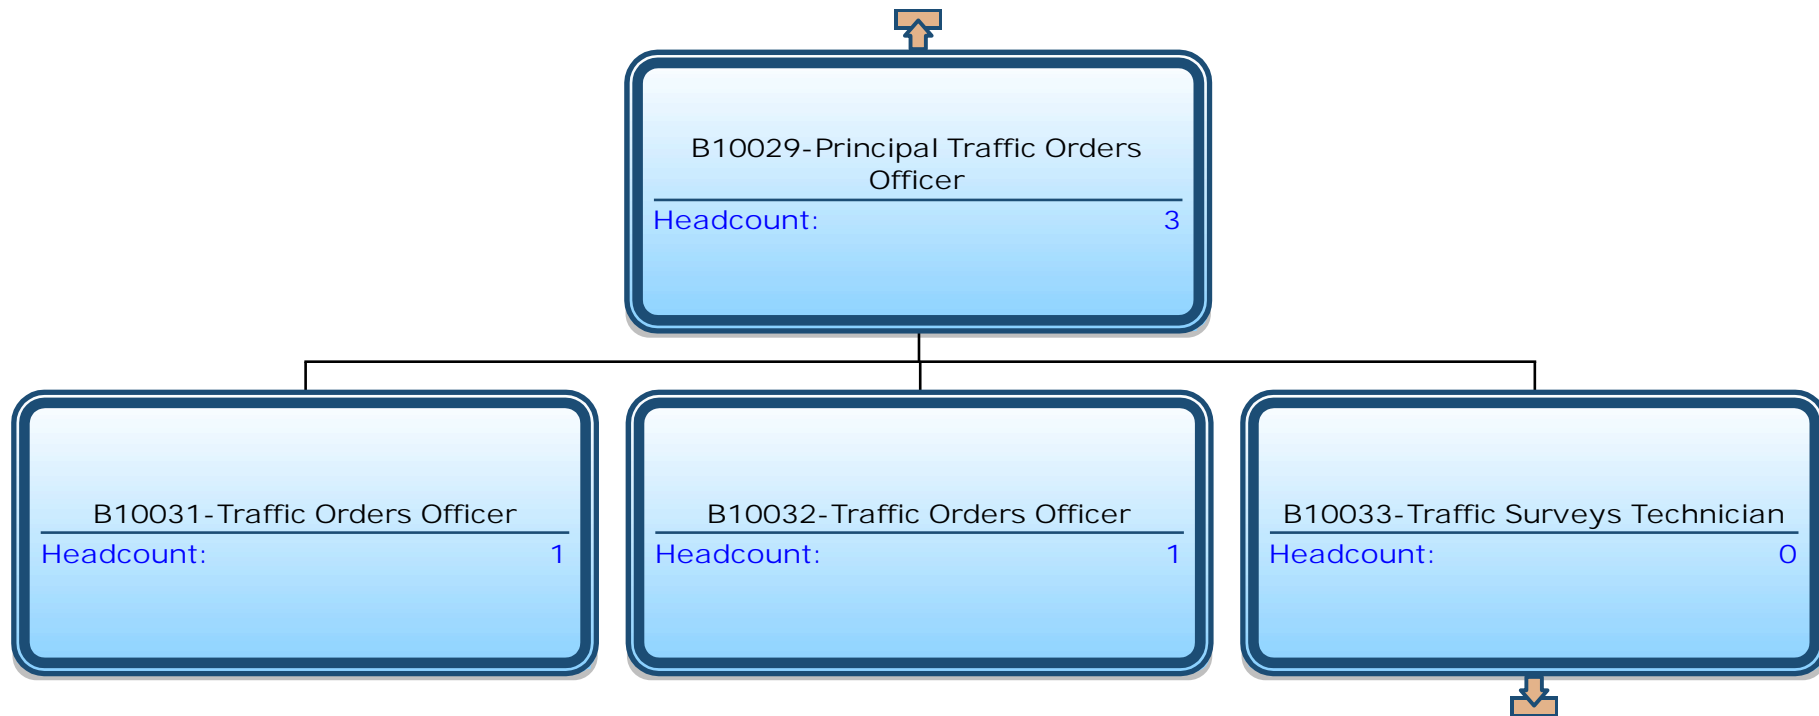 B10029-Principal Traffic Orders
Officer
Headcount: 3
B10031-Traffic Orders Officer
Headcount: 1
B10032-Traffic Orders Officer
Headcount: 1
B10033-Traffic Surveys Technician
Headcount: 0